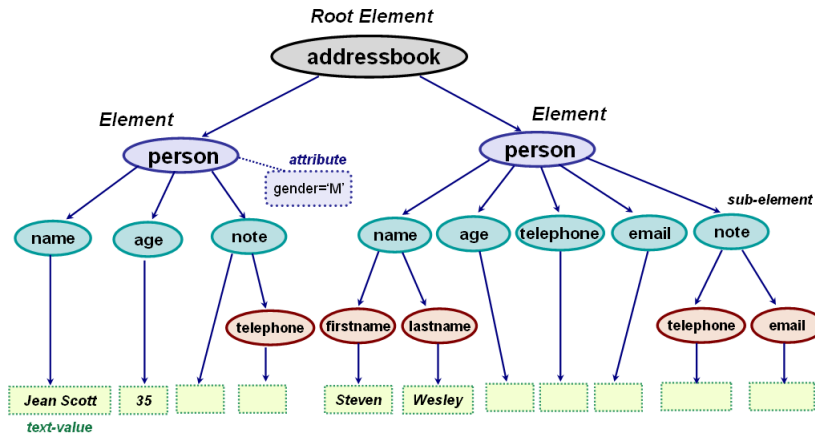 Root Element
addressbook
Element
Element
person
attribute
gender=‘M’
person
sub-element
name
age
note
name
age
telephone
email
note
telephone
firstname
lastname
telephone
email
Jean Scott
35
Steven
Wesley
text-value